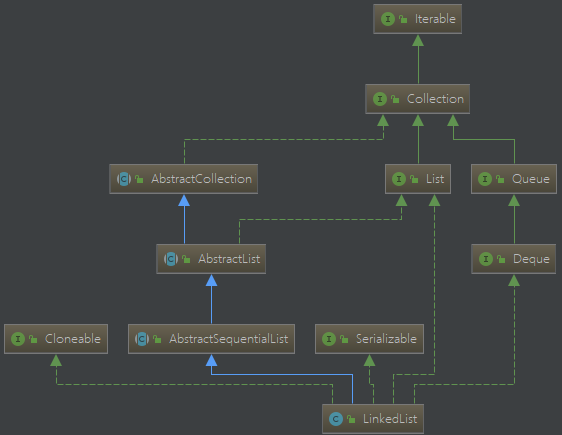 I Iterable
I Collection
C AbstractCollection
I List
I Queue
C AbstractList
I Deque
I Cloneable
C AbstractSequentialList
I Serializable
C LinkedList